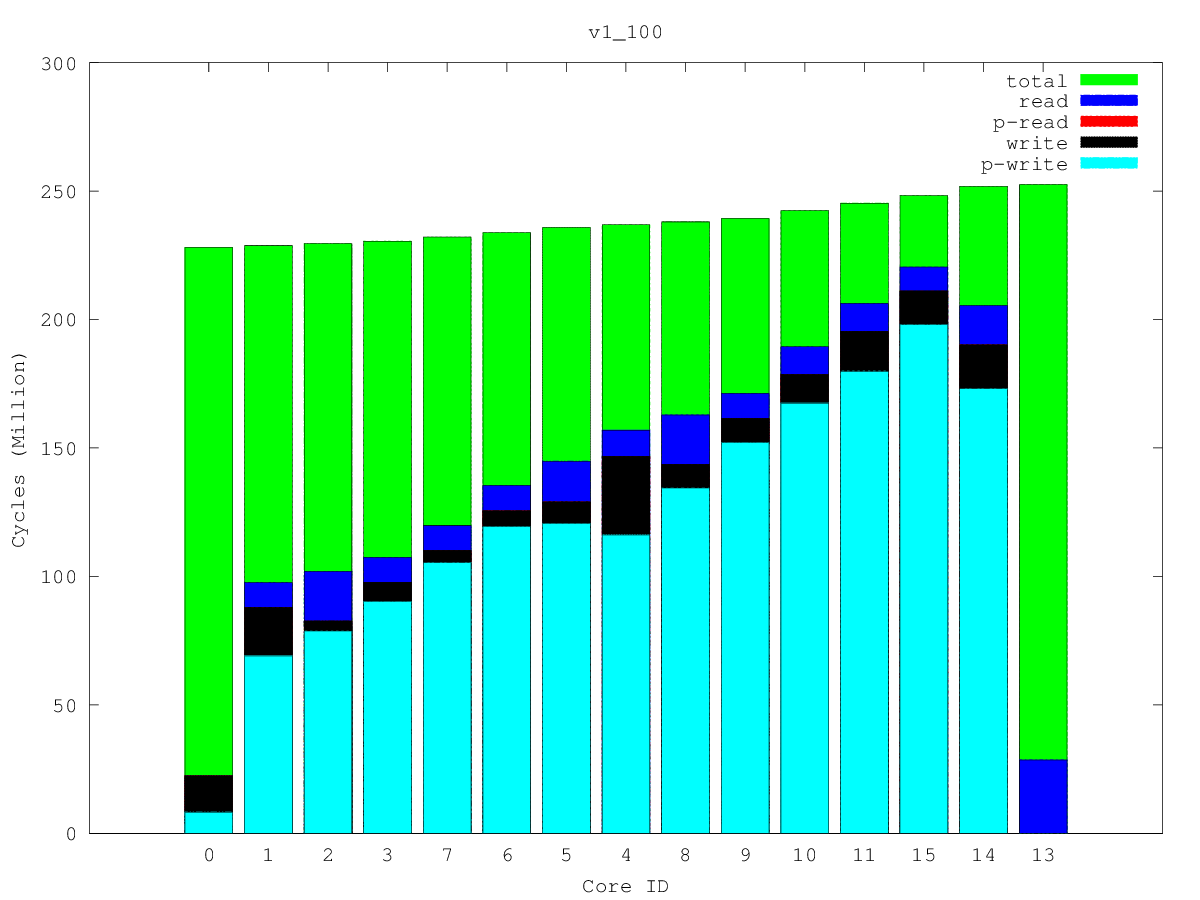 v1_100
300
250
200
150
100
50
0
Cycles (Million)
total
read
p-read
write
p-write
0 1 2 3 7 6 5 4 8 9 10 11 15 14 13
Core ID